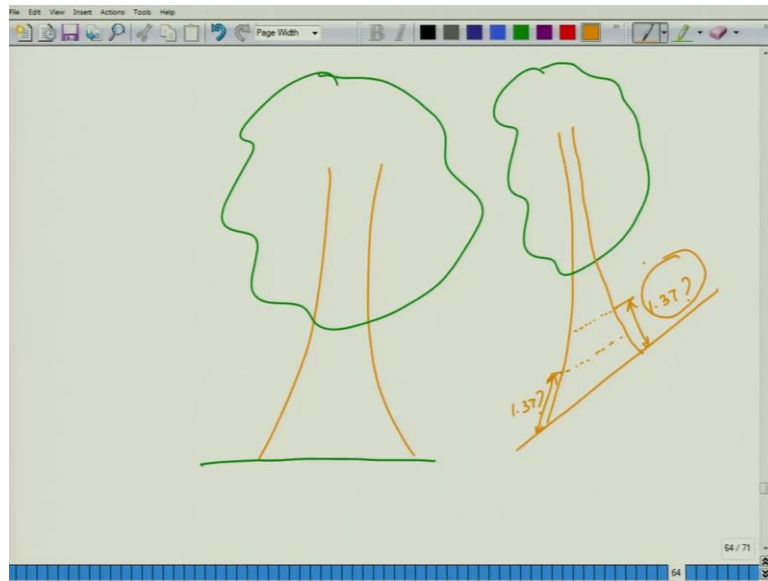 File Edit View Insert Actions Tools Help
Page Width
B I
1.37?
1.37?
64 / 71
64